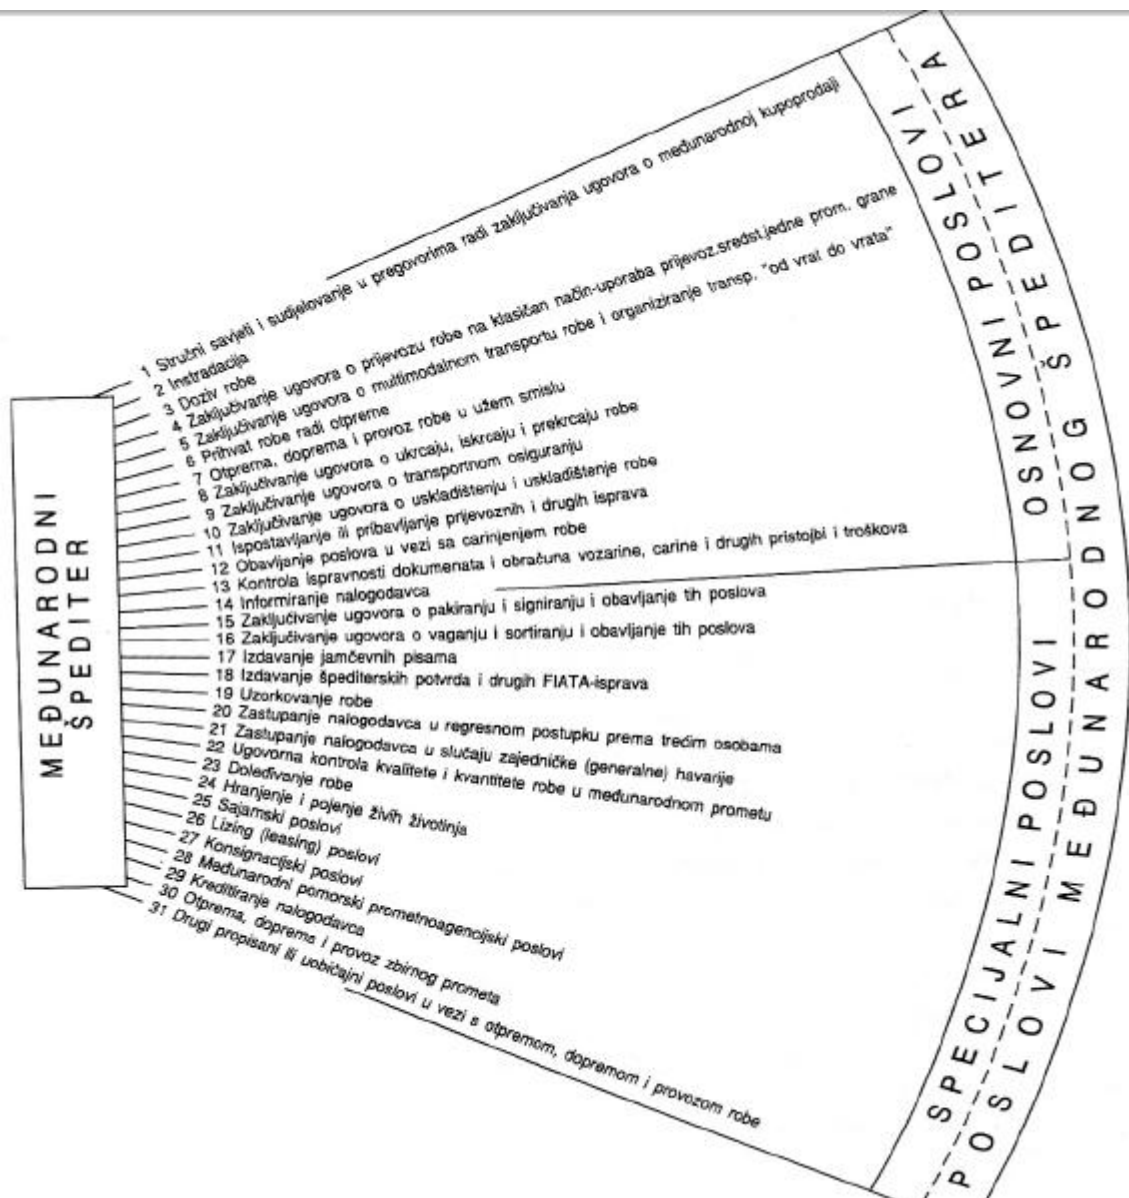 MEĐUNARODNI
ŠPEDITER
1 Stručni savjeti i sudjelovanje u pregovorima radi zaključivanja ugovora o međunarodnoj kupoprodaji
2 Instradacija
3 Doziv robe
4 Zaključivanje ugovora o prijevozu robe na klasičan način-uporaba prijevoz.sredst.jedne prom. grane
5 Zaključivanje ugovora o multimodalnom transportu robe i organiziranje transp. "od vrat do vrata"
6 Prihvat robe radi otpreme
7 Otprema, doprema i provoz robe u užem smislu
8 Zaključivanje ugovora o ukrcaju, iskrcaju i prekrcaju robe
9 Zaključivanje ugovora o transportnom osiguranju
10 Zaključivanje ugovora o uskladištenju i uskladištenje robe
11 Ispostavljanje ili pribavljanje prijevoznih i drugih isprava
12 Obavljanje poslova u vezi sa carinjenjem robe
13 Kontrola ispravnosti dokumenata i obračuna vozarine, carine i drugih pristojbi i troškova
14 Informiranje nalogodavca
15 Zaključivanje ugovora o pakiranju i signiranju i obavljanje tih poslova
16 Zaključivanje ugovora o vaganju i sortiranju i obavljanje tih poslova
17 Izdavanje jamčevnih pisama
18 Izdavanje špediterskih potvrda i drugih FIATA-isprava
19 Uzorkovanje robe
20 Zastupanje nalogodavca u regresnom postupku prema trećim osobama
21 Zastupanje nalogodavca u slučaju zajedničke (generalne) havarije
22 Ugovorna kontrola kvalitete i kvantitete robe u međunarodnom prometu
23 Doleđivanje robe
24 Hranjenje i pojenje živih životinja
25 Sajamski poslovi
26 Lizing (leasing) poslovi
27 Konsignacijski poslovi
28 Međunarodni pomorski prometnoagencijski poslovi
29 Kreditiranje nalogodavca
30 Otprema, doprema i provoz zbirnog prometa
31 Drugi propisani ili uobičajni poslovi u vezi s otpremom, dopremom i provozom robe
OSNOVNI POSLOVI
SPECIJALNI POSLOVI
POSLOVI MEĐUNARODNOG ŠPEDITERA